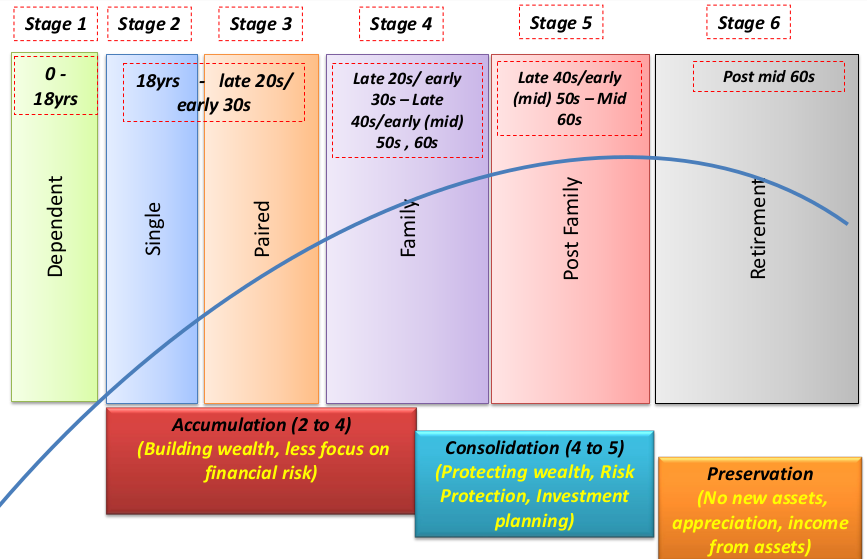 Stage 1
Stage 2
Stage 3
Stage 4
Stage 5
Stage 6
0 -
18yrs
18yrs - late 20s/
early 30s
Late 20s/ early
30s – Late
40s/early (mid)
50s , 60s
Late 40s/early
(mid) 50s – Mid
60s
Post mid 60s
Dependent
Single
Paired
Family
Post Family
Retirement
Accumulation (2 to 4)
(Building wealth, less focus on
financial risk)
Consolidation (4 to 5)
(Protecting wealth, Risk
Protection, Investment
planning)
Preservation
(No new assets,
appreciation, income
from assets)